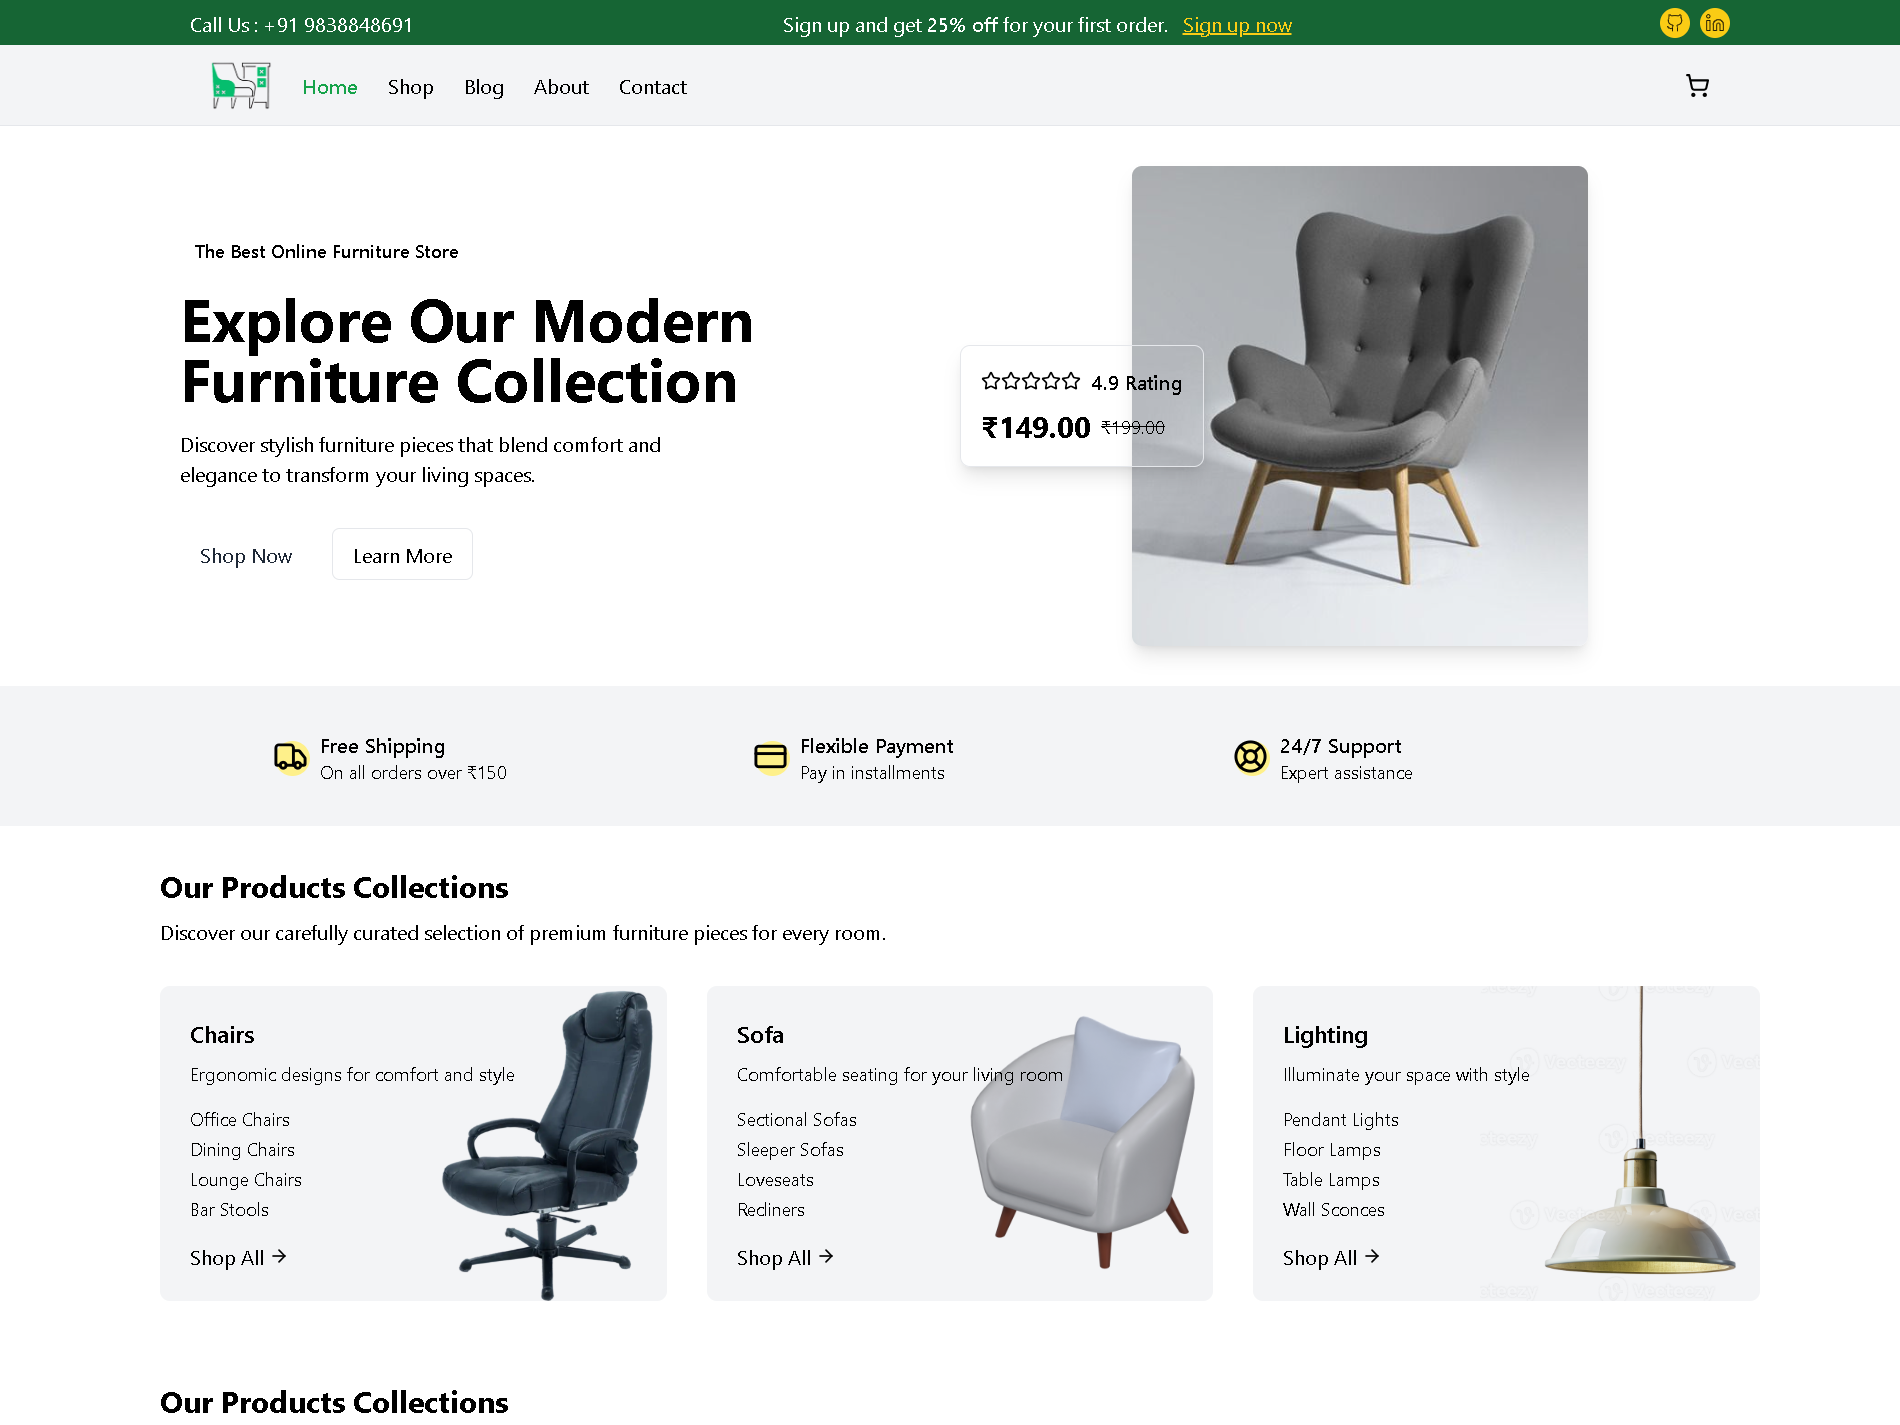 Call Us : +91 9838848691
Sign up and get 25% off for your first order. Sign up now
Home Shop Blog About Contact
The Best Online Furniture Store
Explore Our Modern
Furniture Collection
Discover stylish furniture pieces that blend comfort and
elegance to transform your living spaces.
Shop Now
Learn More
4.9 Rating
₹149.00 ₹199.00
Free Shipping
On all orders over ₹150
Flexible Payment
Pay in installments
24/7 Support
Expert assistance
Our Products Collections
Discover our carefully curated selection of premium furniture pieces for every room.
Chairs
Ergonomic designs for comfort and style
Office Chairs
Dining Chairs
Lounge Chairs
Bar Stools
Shop All
Sofa
Comfortable seating for your living room
Sectional Sofas
Sleeper Sofas
Loveseats
Recliners
Shop All
Lighting
Illuminate your space with style
Pendant Lights
Floor Lamps
Table Lamps
Wall Sconces
Shop All
Our Products Collections